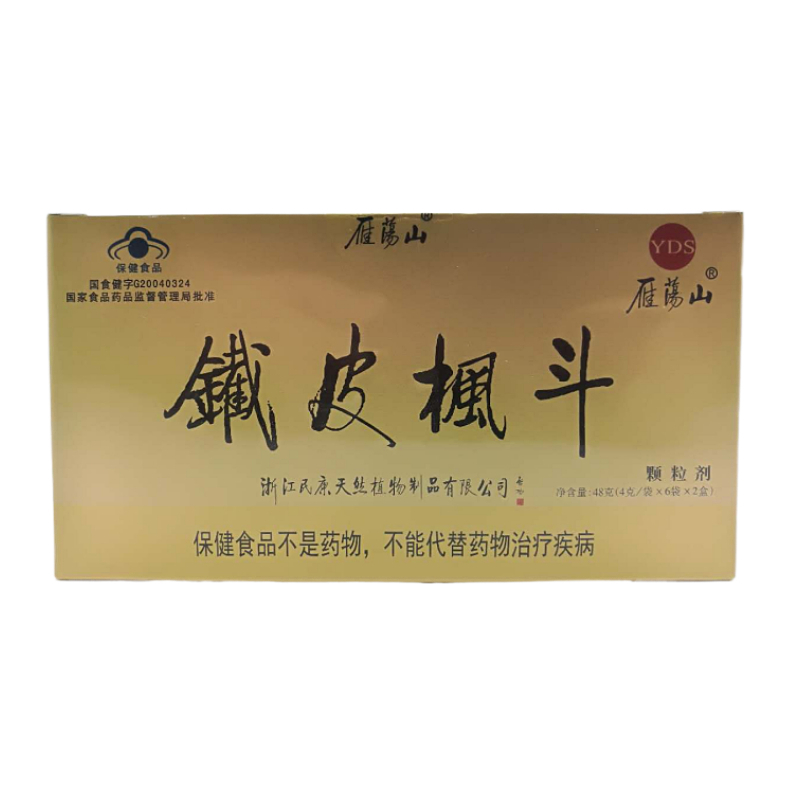 雁蕩山®
保健食品
国食健字G20040324
国家食品药品监督管理局批准
YDS
雁蕩山®
鐵皮楓斗
颗粒剂
浙江民康天然植物制品有限公司
净含量:48克(4克/袋×6袋×2盒)
保健食品不是药物，不能代替药物治疗疾病